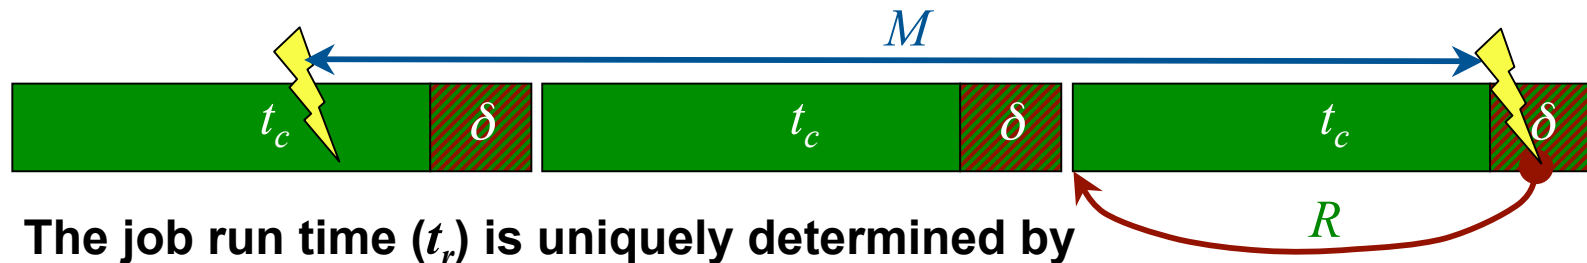 M
t_c δ t_c δ t_c δ
R
The job run time (t_r) is uniquely determined by